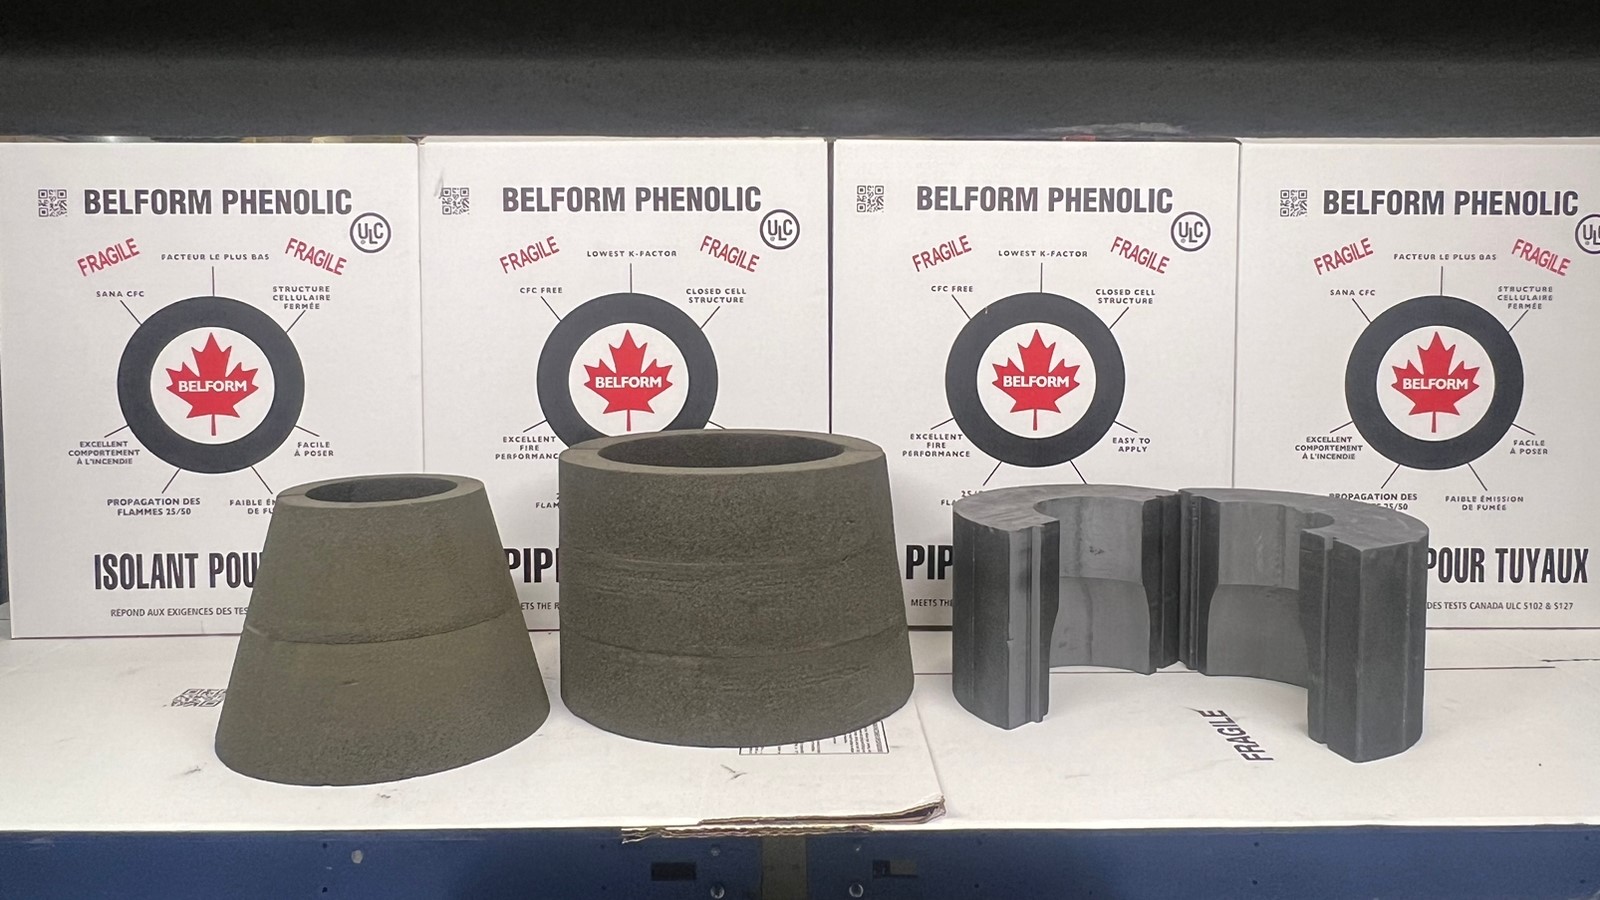 BELFORM PHENOLIC
ULC
FRAGILE
FRAGILE
FACTEUR LE PLUS BAS
SANA CFC
STRUCTURE
CELLULAIRE
FERMÉE
BELFORM
EXCELLENT
COMPORTEMENT
À L'INCENDIE
FACILE
À POSER
PROPAGATION DES
FLAMMES 25/50
FAIBLE
ISOLANT
RÉPOND AUX EXIGENCES DES
BELFORM PHENOLIC
ULC
FRAGILE
FRAGILE
LOWEST K-FACTOR
CFC FREE
CLOSED CELL
STRUCTURE
BELFORM
EXCELLENT
FIRE
PERFORMANCE
BELFORM PHENOLIC
ULC
FRAGILE
FRAGILE
LOWEST K-FACTOR
CFC FREE
CLOSED CELL
STRUCTURE
BELFORM
EXCELLENT
FIRE
PERFORMANCE
EASY TO
APPLY
MEETS THE
BELFORM PHENOLIC
FRAGILE
FRAGILE
FACTEUR LE PLUS BAS
SANA CFC
STRUCTURE
CELLULAIRE
FERMÉE
BELFORM
EXCELLENT
COMPORTEMENT
À L'INCENDIE
FACILE
À POSER
PROPAGATION DES
25/50
FAIBLE ÉMISSION
DE FUMÉE
POUR TUYAUX
DES TESTS CANADA ULC S102 & S127
FRAGILE